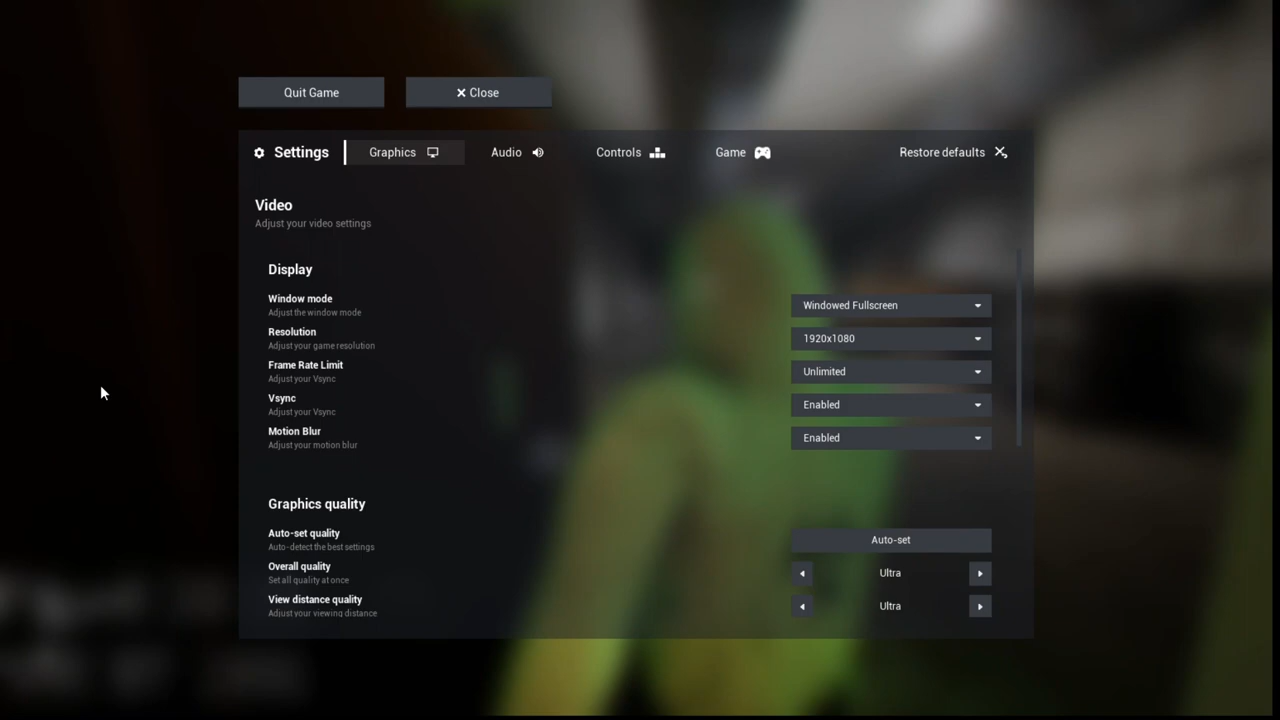 Quit Game
Close
Settings
Graphics
Audio
Controls
Game
Restore defaults
Video
Adjust your video settings
Display
Window mode
Windowed Fullscreen
Adjust the window mode
Resolution
1920x1080
Adjust your game resolution
Frame Rate Limit
Unlimited
Adjust your Vsync
Vsync
Enabled
Adjust your Vsync
Motion Blur
Enabled
Adjust your motion blur
Graphics quality
Auto-set quality
Auto-set
Auto-detect the best settings
Overall quality
Ultra
Set all quality at once
View distance quality
Ultra
Adjust your viewing distance